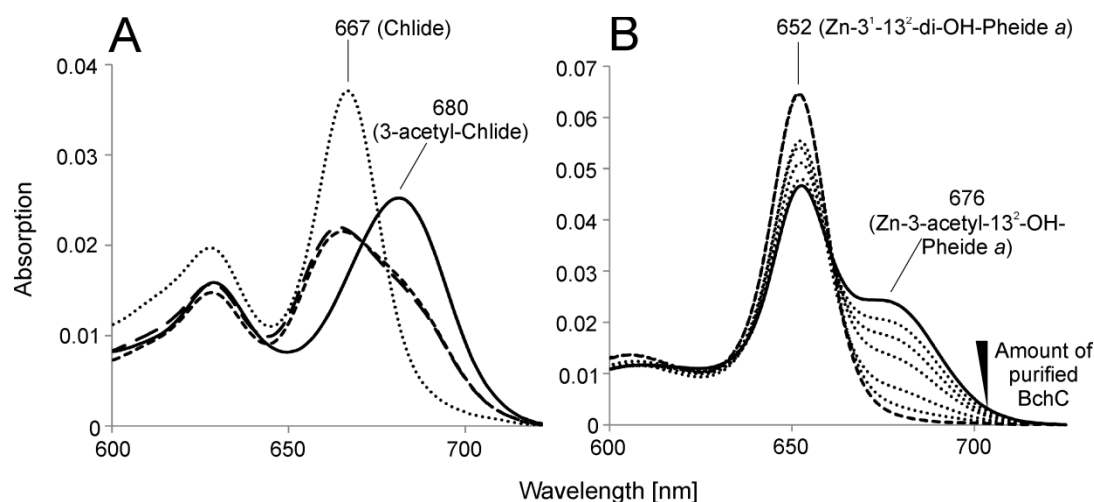 A
667 (Chlide)
680
(3-acetyl-Chlide)
0.04
0.03
0.02
0.01
0
600
650
700
Absorption
B
652 (Zn-3¹-13²-di-OH-Pheide a)
676
(Zn-3-acetyl-13²-OH-
Pheide a)
Amount of
purified
BchC
0.07
0.06
0.05
0.04
0.03
0.02
0.01
0
600
650
700
Wavelength [nm]